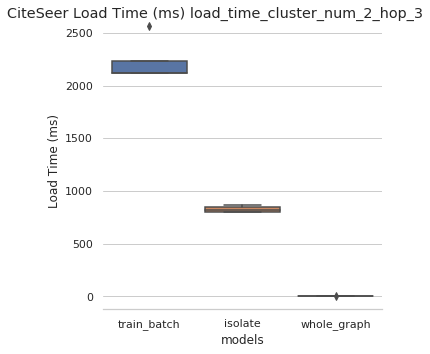 CiteSeer Load Time (ms) load_time_cluster_num_2_hop_3
2500
2000
1500
1000
500
0
Load Time (ms)
train_batch
isolate
whole_graph
models